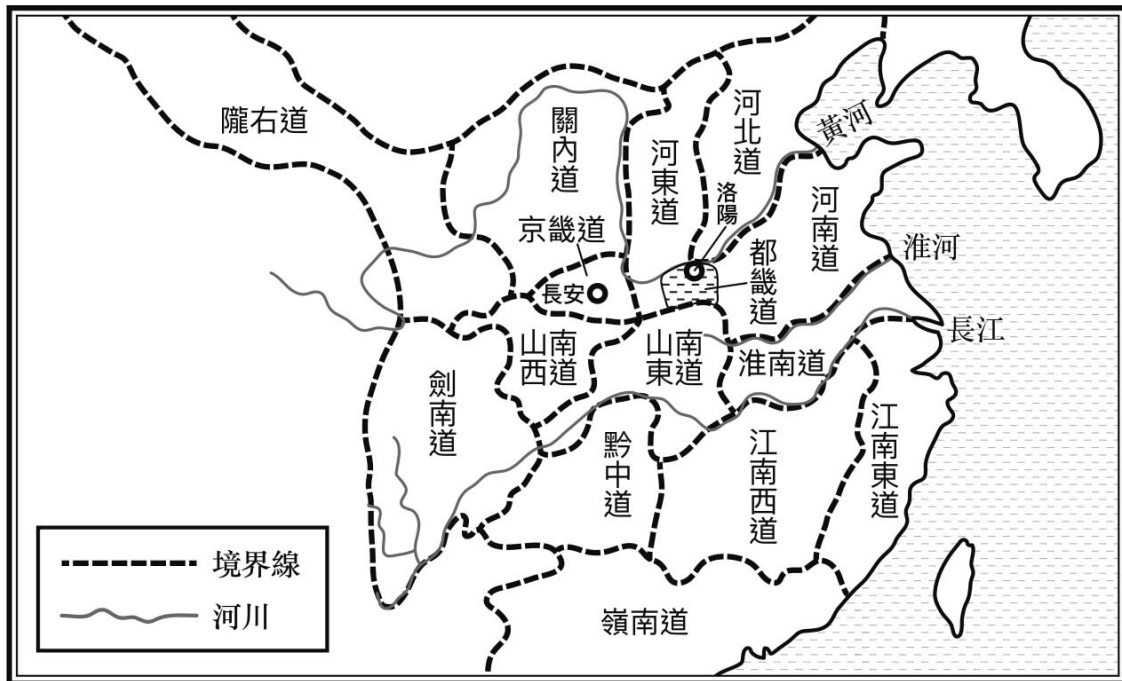 隴右道
關內道
河東道
河北道
黃河
洛陽
河南道
京畿道
都畿道
淮河
長安
長江
山南西道
山南東道
淮南道
劍南道
黔中道
江南西道
江南東道
嶺南道
境界線
河川